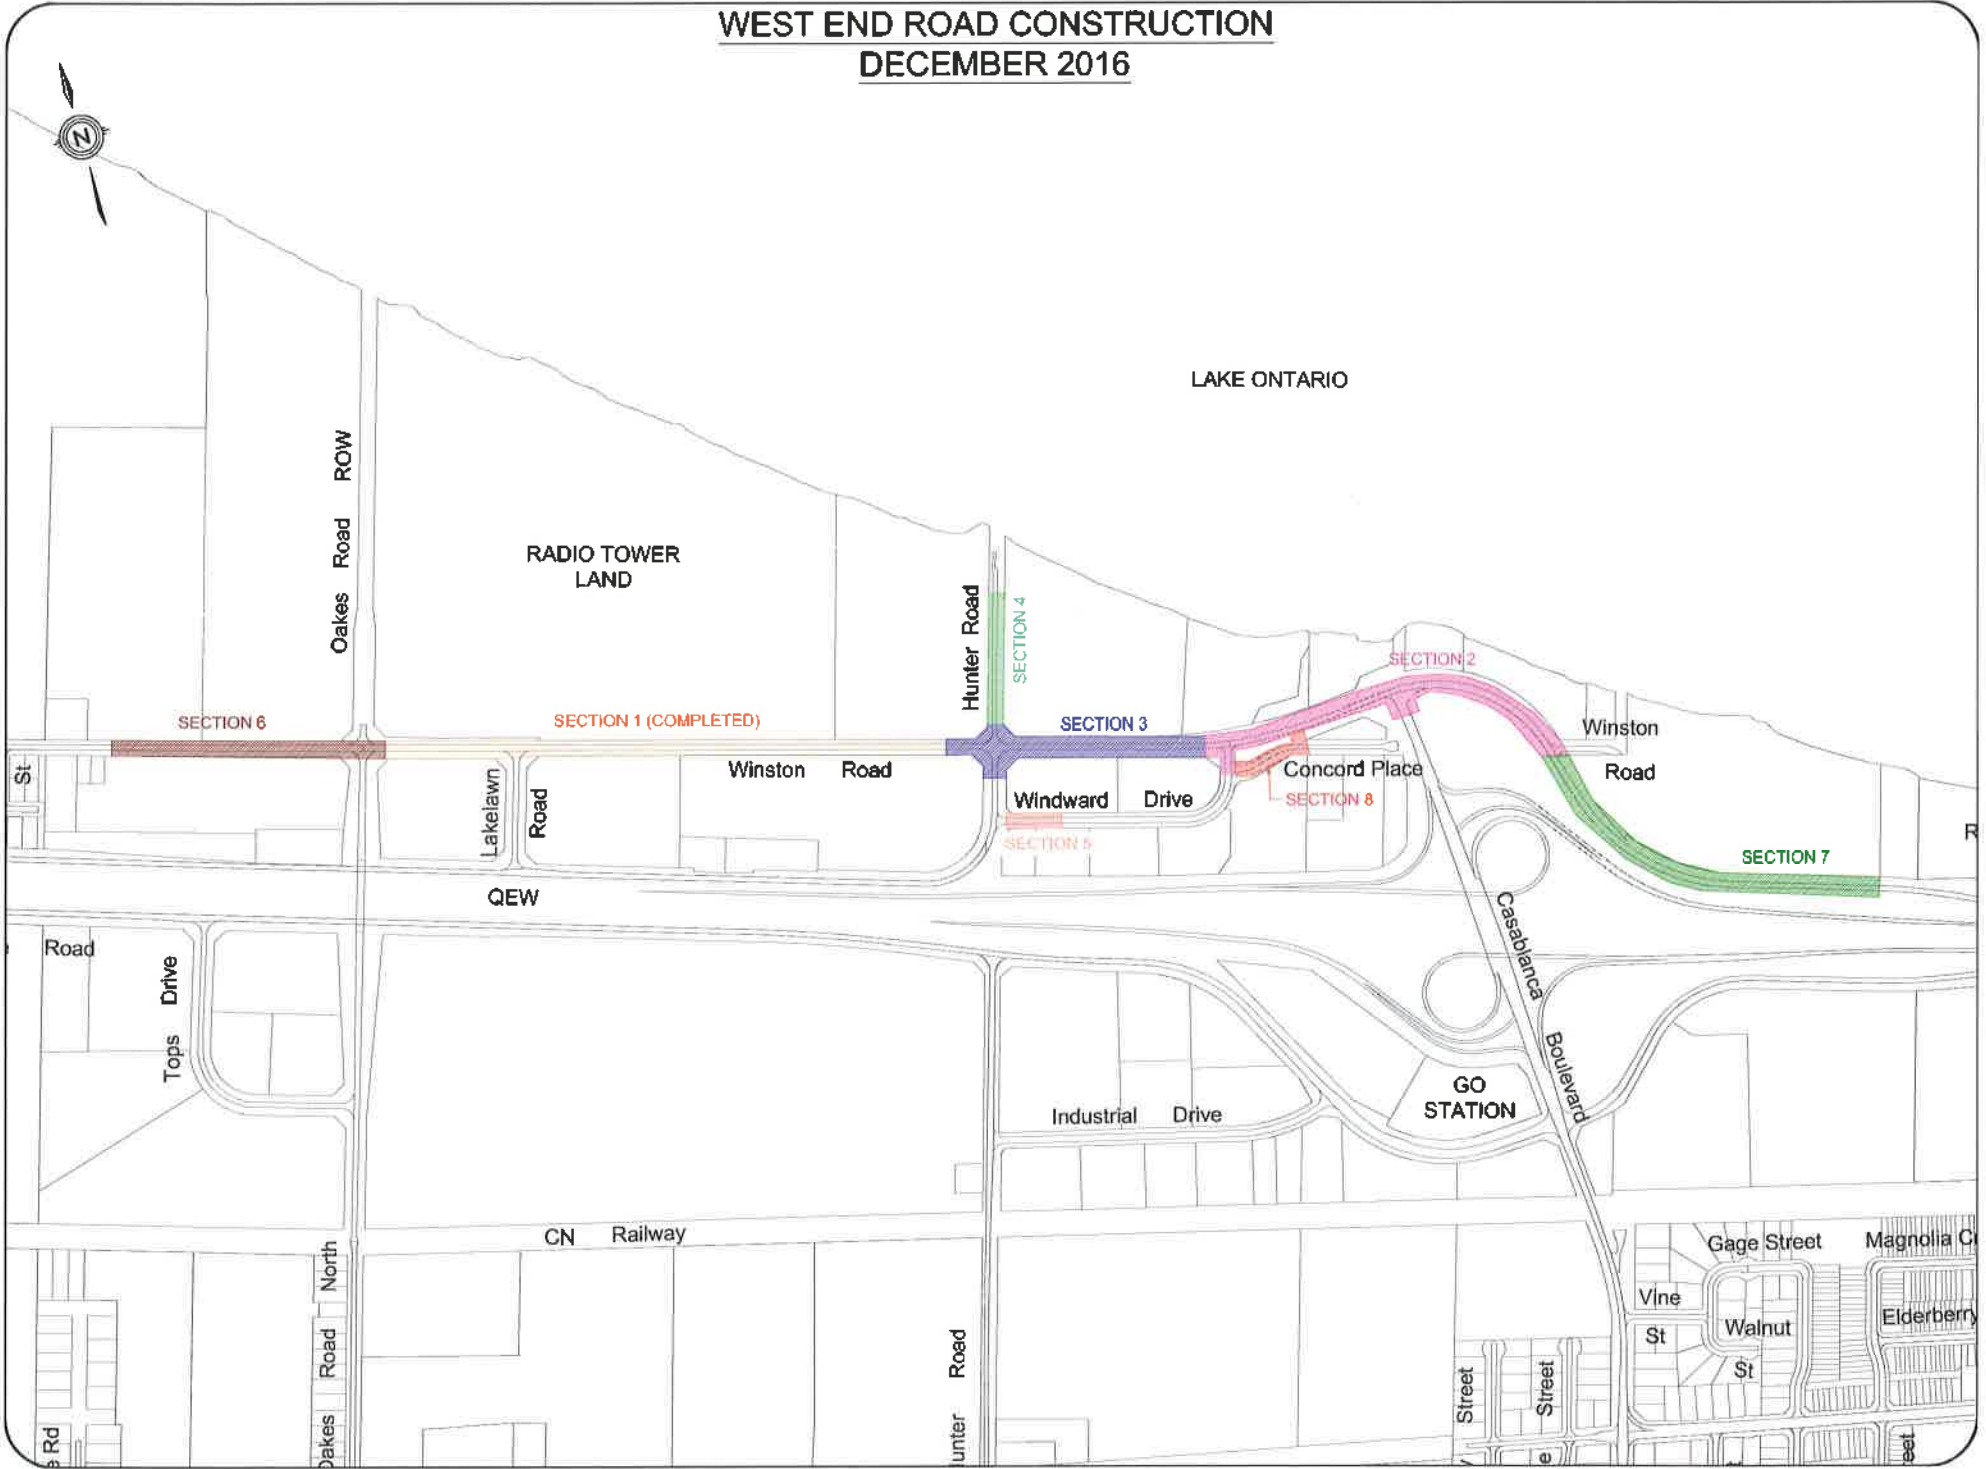 WEST END ROAD CONSTRUCTION
DECEMBER 2016
N
LAKE ONTARIO
Oakes Road ROW
RADIO TOWER
LAND
Hunter Road
SECTION 4
SECTION 2
SECTION 6
SECTION 1 (COMPLETED)
SECTION 3
Winston
Road
St
Lakelawn
Road
Winston Road
Windward Drive
Concord Place
SECTION 8
SECTION 5
SECTION 7
R
QEW
Casablanca
Boulevard
Road
Tops Drive
GO
STATION
Industrial Drive
CN Railway
Oakes Road North
Hunter Road
Gage Street
Magnolia C
Vine
St
Walnut
St
Elderberry
Street
Street
e Rd
e
reet